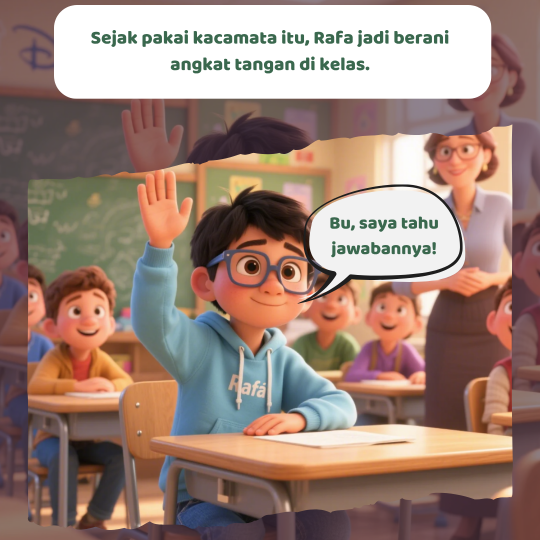 Sejak pakai kacamata itu, Rafa jadi berani
angkat tangan di kelas.
Bu, saya tahu
jawabannya!
Rafa